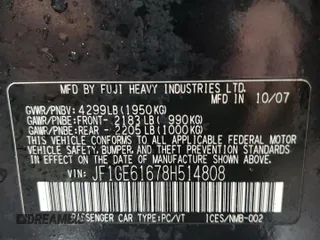 MFD BY FUJI HEAVY INDUSTRIES LTD.
MFD IN 10/07
GVWR/PNBV: 4299LB (1950KG)
GAWR/PNBE:FRONT- 2183LB ( 990KG)
GAWR/PNBE:REAR - 2205LB (1000KG)
THIS VEHICLE CONFORMS TO ALL APPLICABLE FEDERAL MOTOR
VEHICLE SAFETY, BUMPER, AND THEFT PREVENTION
STANDARDS IN EFFECT ON THE DATE OF MANUFACTURE
SHOWN ABOVE.
JF1GE61678H514808
PASSENGER CAR TYPE:PC/VT ICES/NMB-002